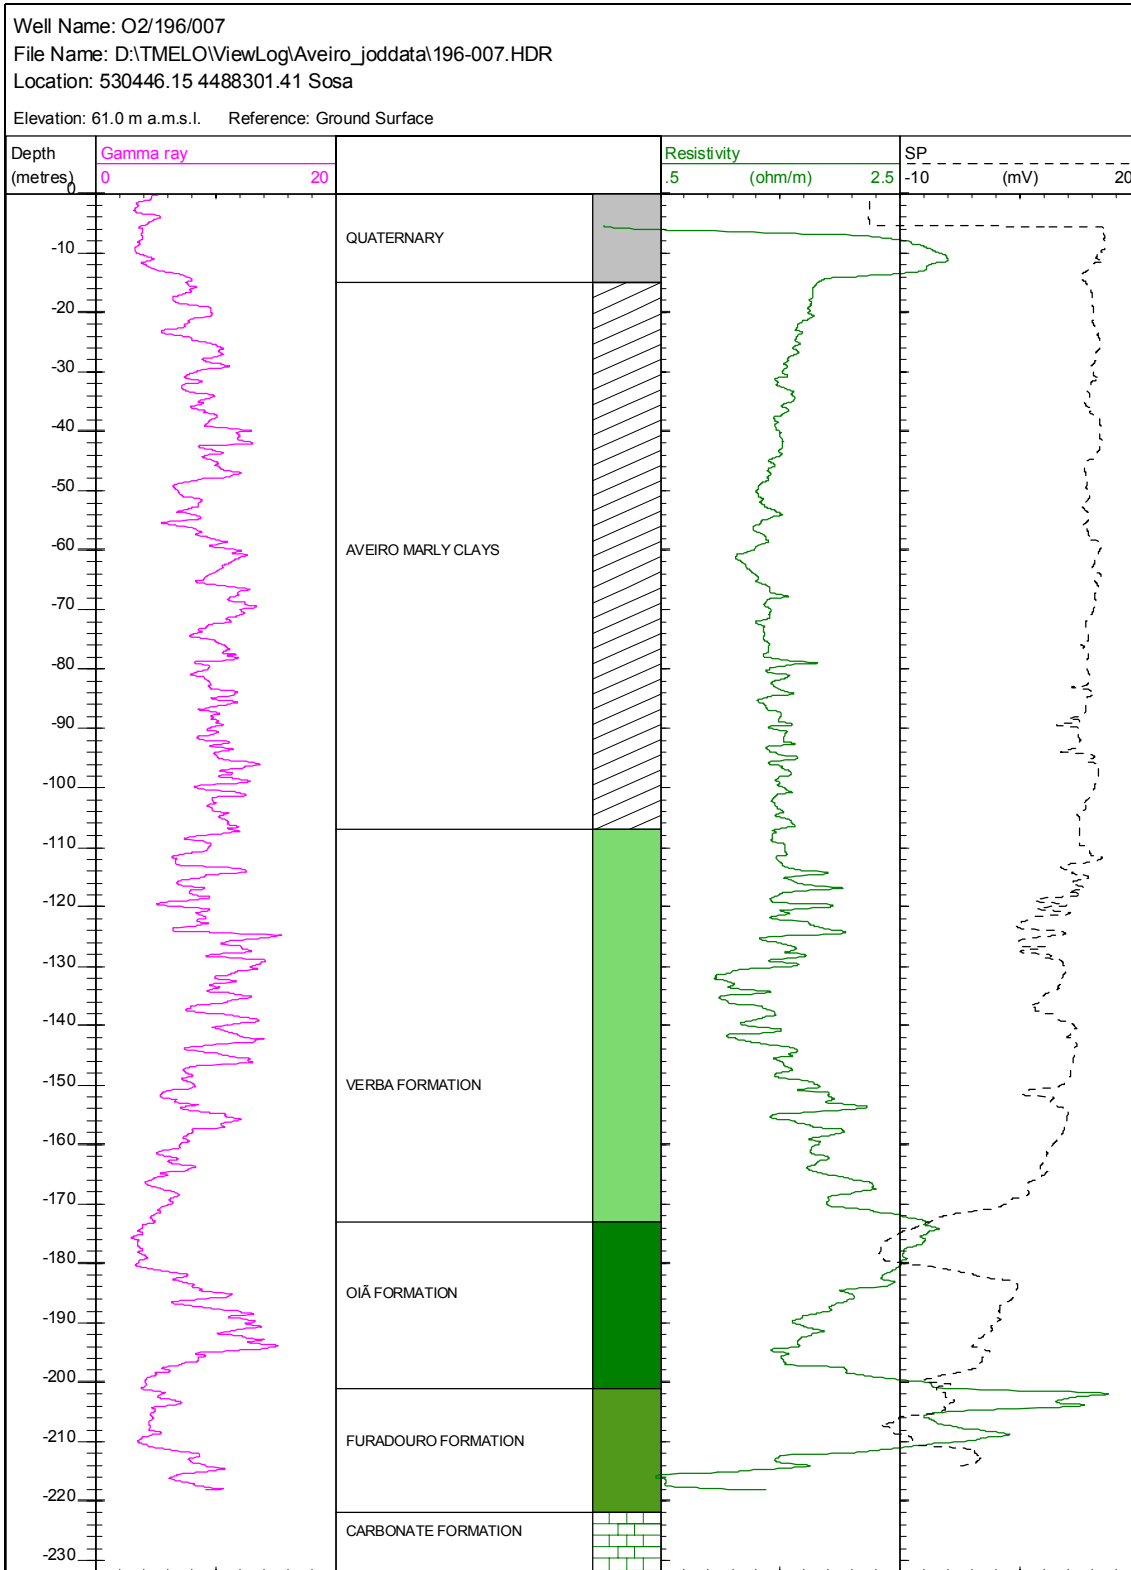 Well Name: O2/196/007
File Name: D:\TMELO\ViewLog\Aveiro_joddata\196-007.HDR
Location: 530446.15 4488301.41 Sosa
Elevation: 61.0 m a.m.s.l. Reference: Ground Surface
Depth Gamma ray Resistivity SP
(metres) 0 20 .5 (ohm/m) 2.5 -10 (mV) 20
0
QUATERNARY
-10
-20
-30
-40
-50
AVEIRO MARLY CLAYS
-60
-70
-80
-90
-100
-110
-120
-130
-140
VERBA FORMATION
-150
-160
-170
-180
OIÃ FORMATION
-190
-200
FURADOURO FORMATION
-210
-220
CARBONATE FORMATION
-230